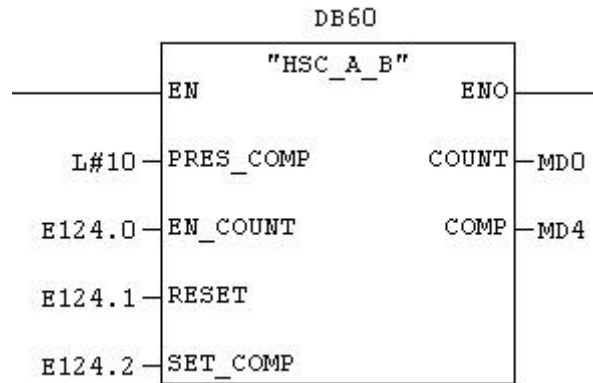 DB60
"HSC_A_B"
EN ENO
L#10 PRES_COMP COUNT MD0
E124.0 EN_COUNT COMP MD4
E124.1 RESET
E124.2 SET_COMP